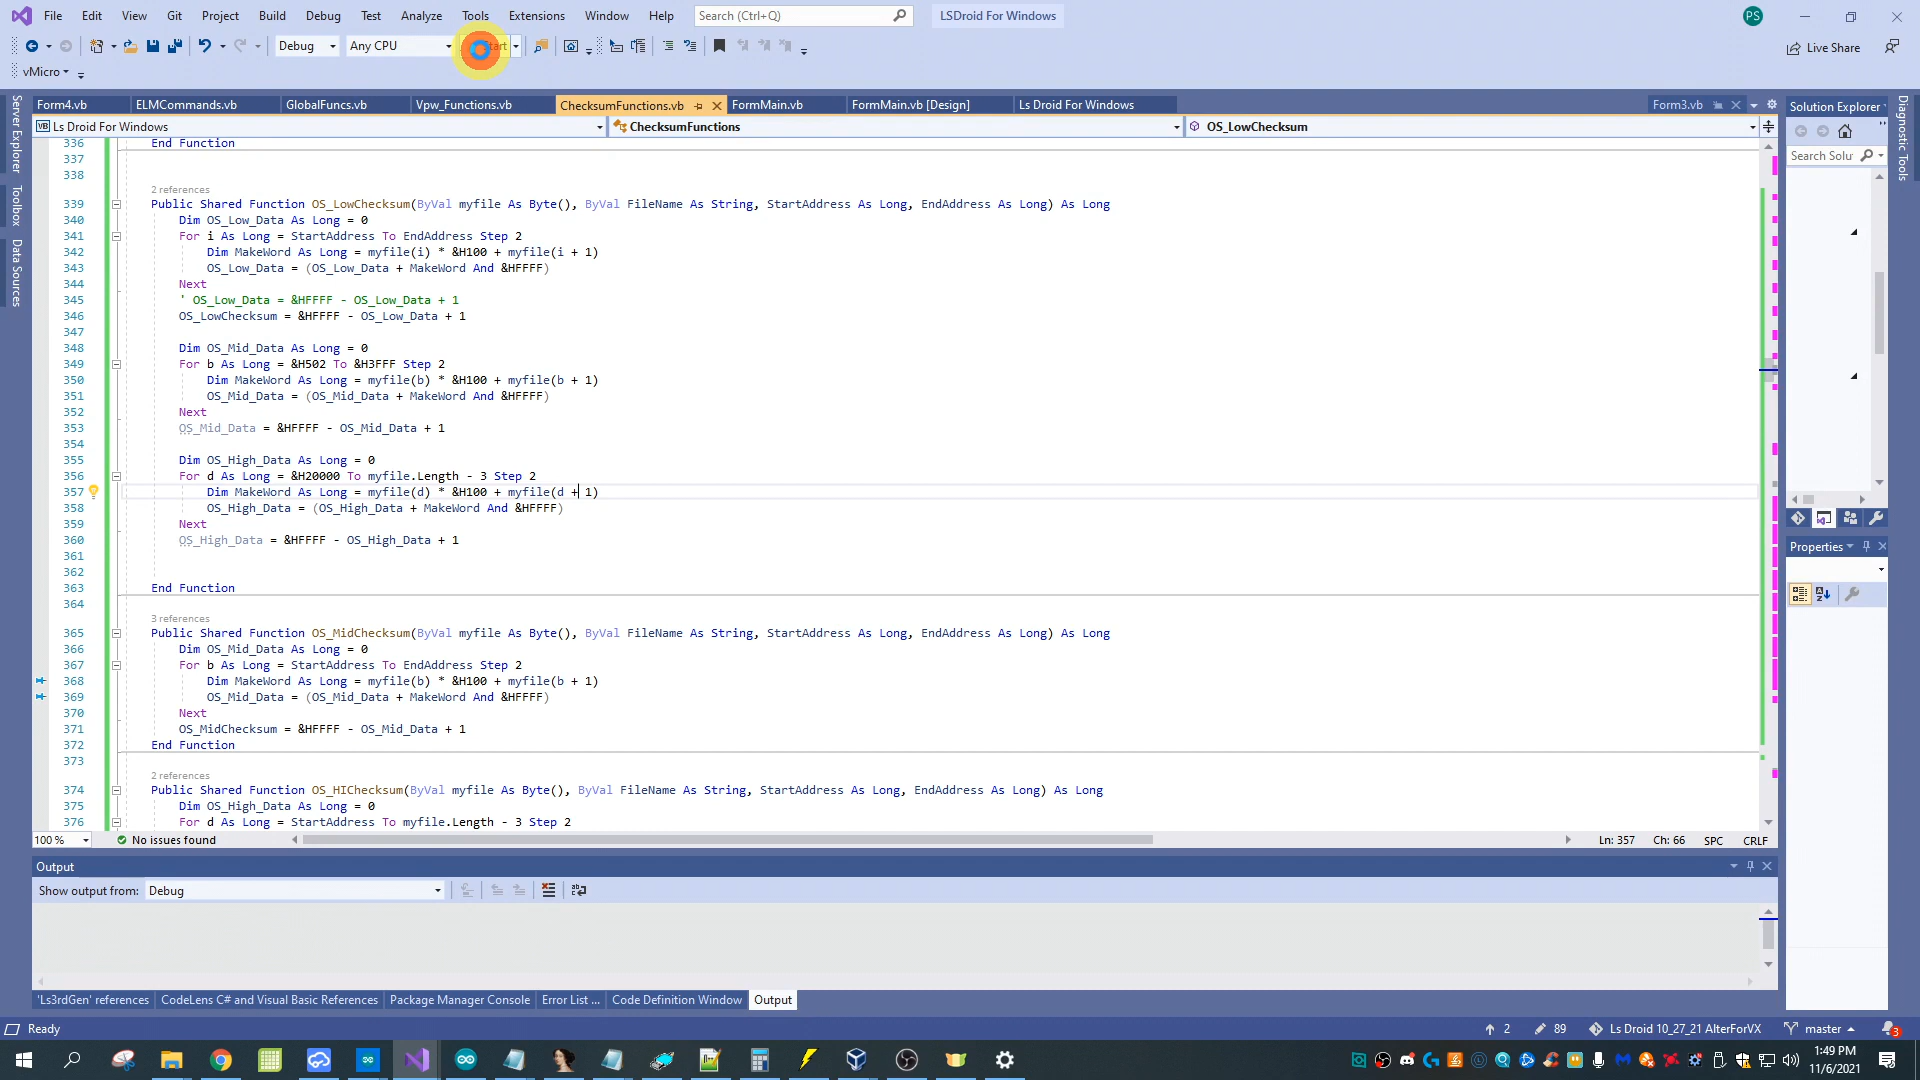 File Edit View Git Project Build Debug Test Analyze Tools Extensions Window Help Search (Ctrl+Q) LSDroid For Windows PS
Debug Any CPU Live Share
vMicro
Form4.vb ELMCommands.vb GlobalFuncs.vb Vpw_Functions.vb ChecksumFunctions.vb FormMain.vb FormMain.vb [Design] Ls Droid For Windows Form3.vb Solution Explorer
VB Ls Droid For Windows ChecksumFunctions OS_LowChecksum
Server Explorer
Toolbox
Data Sources
Diagnostic Tools
Search Solu
336 End Function
337
338
2 references
339 Public Shared Function OS_LowChecksum(ByVal myfile As Byte(), ByVal FileName As String, StartAddress As Long, EndAddress As Long) As Long
340 Dim OS_Low_Data As Long = 0
341 For i As Long = StartAddress To EndAddress Step 2
342 Dim MakeWord As Long = myfile(i) * &H100 + myfile(i + 1)
343 OS_Low_Data = (OS_Low_Data + MakeWord And &HFFFF)
344 Next
345 ' OS_Low_Data = &HFFFF - OS_Low_Data + 1
346 OS_LowChecksum = &HFFFF - OS_Low_Data + 1
347
348 Dim OS_Mid_Data As Long = 0
349 For b As Long = &H502 To &H3FFF Step 2
350 Dim MakeWord As Long = myfile(b) * &H100 + myfile(b + 1)
351 OS_Mid_Data = (OS_Mid_Data + MakeWord And &HFFFF)
352 Next
353 OS_Mid_Data = &HFFFF - OS_Mid_Data + 1
354
355 Dim OS_High_Data As Long = 0
356 For d As Long = &H20000 To myfile.Length - 3 Step 2
357 Dim MakeWord As Long = myfile(d) * &H100 + myfile(d + 1)
358 OS_High_Data = (OS_High_Data + MakeWord And &HFFFF)
359 Next
360 OS_High_Data = &HFFFF - OS_High_Data + 1
361
362
363 End Function
364
3 references
365 Public Shared Function OS_MidChecksum(ByVal myfile As Byte(), ByVal FileName As String, StartAddress As Long, EndAddress As Long) As Long
366 Dim OS_Mid_Data As Long = 0
367 For b As Long = StartAddress To EndAddress Step 2
368 Dim MakeWord As Long = myfile(b) * &H100 + myfile(b + 1)
369 OS_Mid_Data = (OS_Mid_Data + MakeWord And &HFFFF)
370 Next
371 OS_MidChecksum = &HFFFF - OS_Mid_Data + 1
372 End Function
373
2 references
374 Public Shared Function OS_HIChecksum(ByVal myfile As Byte(), ByVal FileName As String, StartAddress As Long, EndAddress As Long) As Long
375 Dim OS_High_Data As Long = 0
376 For d As Long = StartAddress To myfile.Length - 3 Step 2
Properties
100 % No issues found Ln: 357 Ch: 66 SPC CRLF
Output
Show output from: Debug
'Ls3rdGen' references CodeLens C# and Visual Basic References Package Manager Console Error List ... Code Definition Window Output
Ready 2 89 Ls Droid 10_27_21 AlterForVX master 3
1:49 PM
11/6/2021